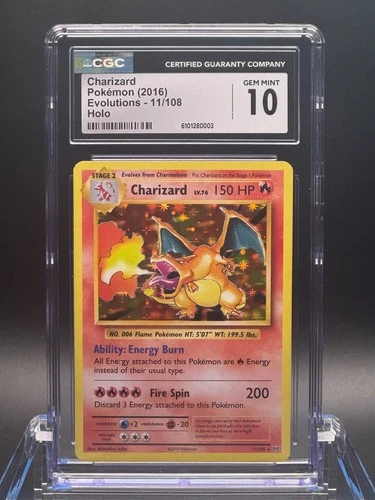 CGC
CERTIFIED GUARANTY COMPANY
Charizard
Pokémon (2016)
Evolutions - 11/108
Holo
GEM MINT
10
6101280003
STAGE 2 Evolves from Charmeleon Put Charizard on the Stage 1 Pokémon
Charizard LV.76 150 HP
NO. 006 Flame Pokémon HT: 5'07" WT: 199.5 lbs.
Ability: Energy Burn
All Energy attached to this Pokémon are Energy
instead of their usual type.
Fire Spin 200
Discard 3 Energy attached to this Pokémon.
weakness ×2 resistance -20